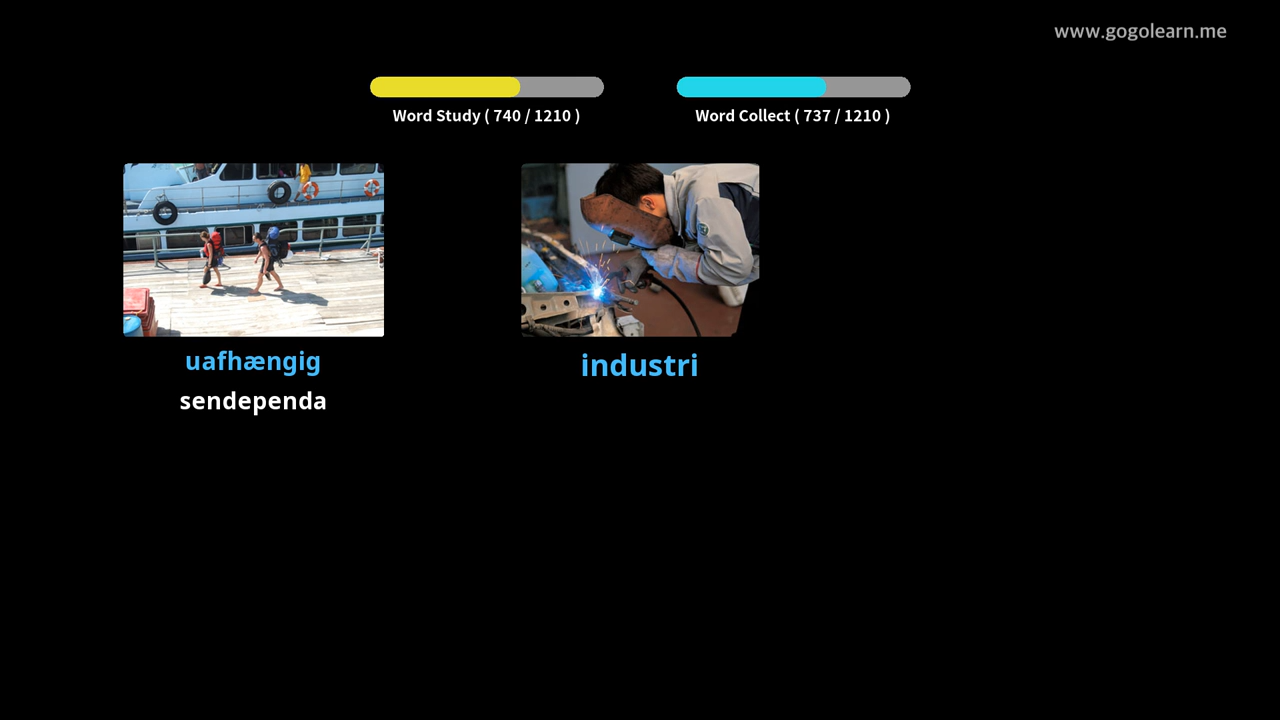 www.gogolearn.me
Word Study ( 740 / 1210 )
Word Collect ( 737 / 1210 )
uafhængig
sendependa
industri